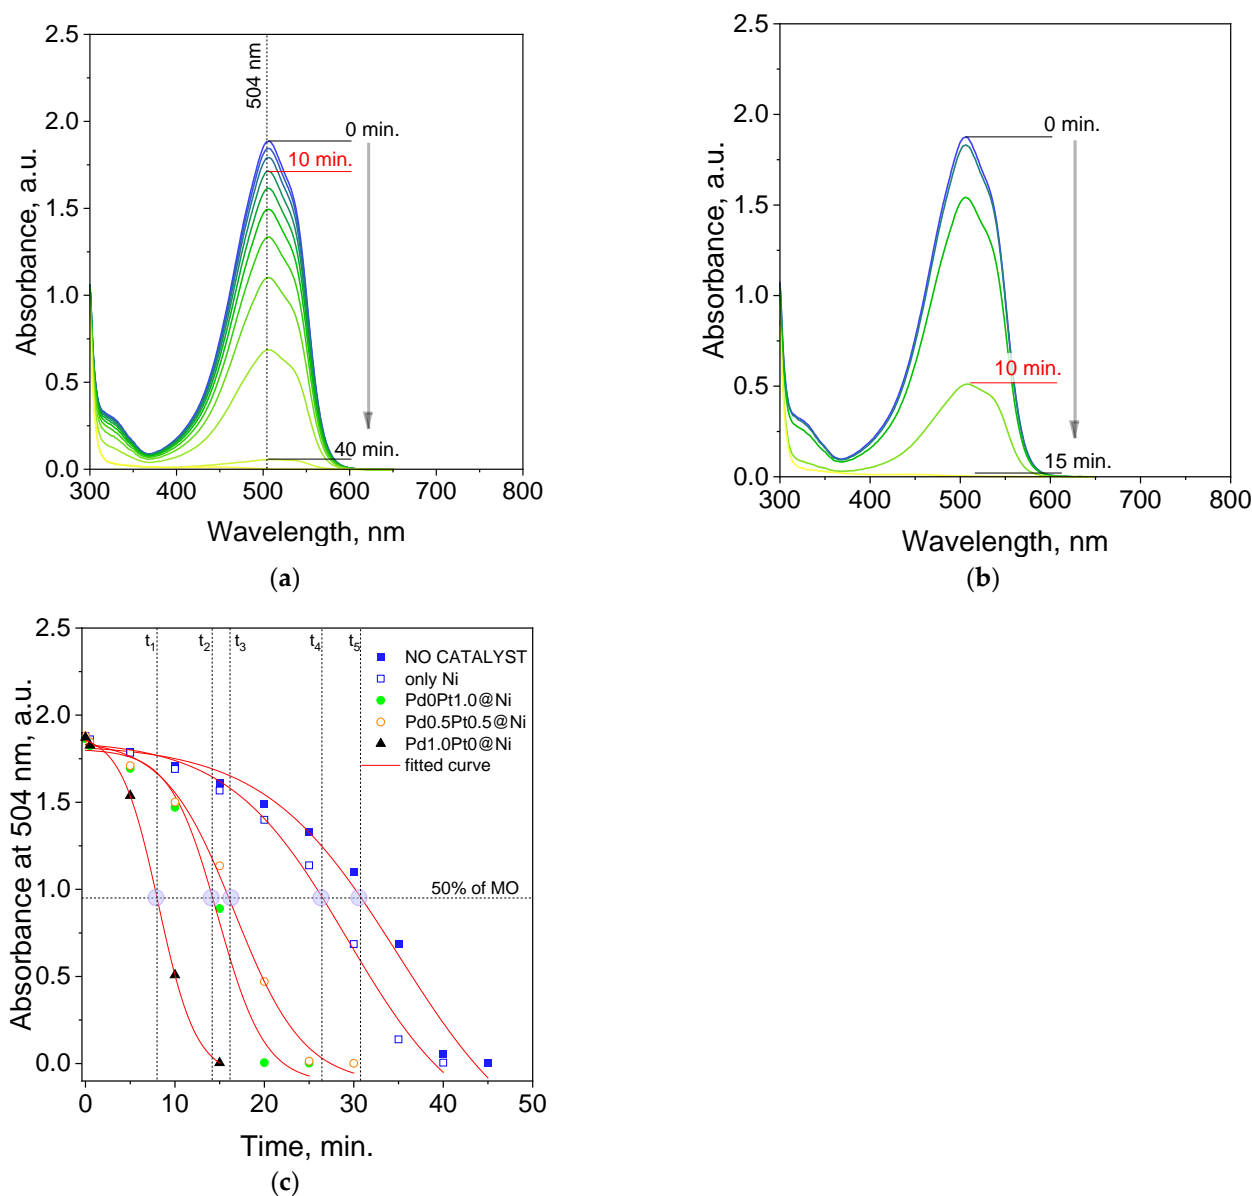 2.5
2.0
1.5
1.0
0.5
0.0
Absorbance, a.u.
504 nm
0 min.
10 min.
40 min.
300 400 500 600 700 800
Wavelength, nm
(a)
2.5
2.0
1.5
1.0
0.5
0.0
Absorbance, a.u.
0 min.
10 min.
15 min.
300 400 500 600 700 800
Wavelength, nm
(b)
2.5
2.0
1.5
1.0
0.5
0.0
Absorbance at 504 nm, a.u.
t1 t2 t3 t4 t5
NO CATALYST
only Ni
Pd0Pt1.0@Ni
Pd0.5Pt0.5@Ni
Pd1.0Pt0@Ni
fitted curve
50% of MO
0 10 20 30 40 50
Time, min.
(c)